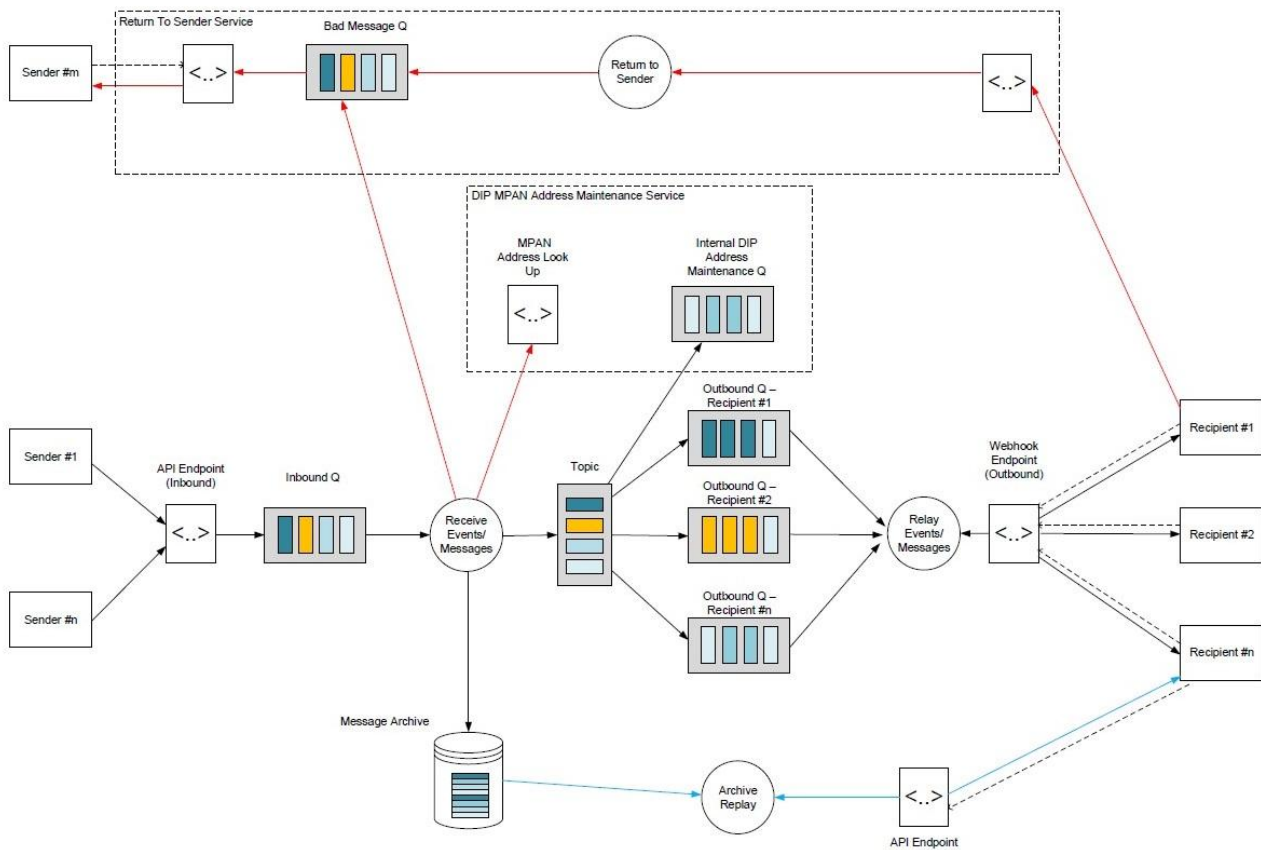 Return To Sender Service
Bad Message Q
Sender #m
<..>
Return to
Sender
<..>
DIP MPAN Address Maintenance Service
MPAN
Address Look
Up
<..>
Internal DIP
Address
Maintenance Q
Sender #1
API Endpoint
(Inbound)
<..>
Inbound Q
Receive
Events/
Messages
Topic
Outbound Q –
Recipient #1
Outbound Q –
Recipient #2
Outbound Q –
Recipient #n
Relay
Events/
Messages
Webhook
Endpoint
(Outbound)
<..>
Recipient #1
Recipient #2
Recipient #n
Sender #n
Message Archive
Archive
Replay
<..>
API Endpoint